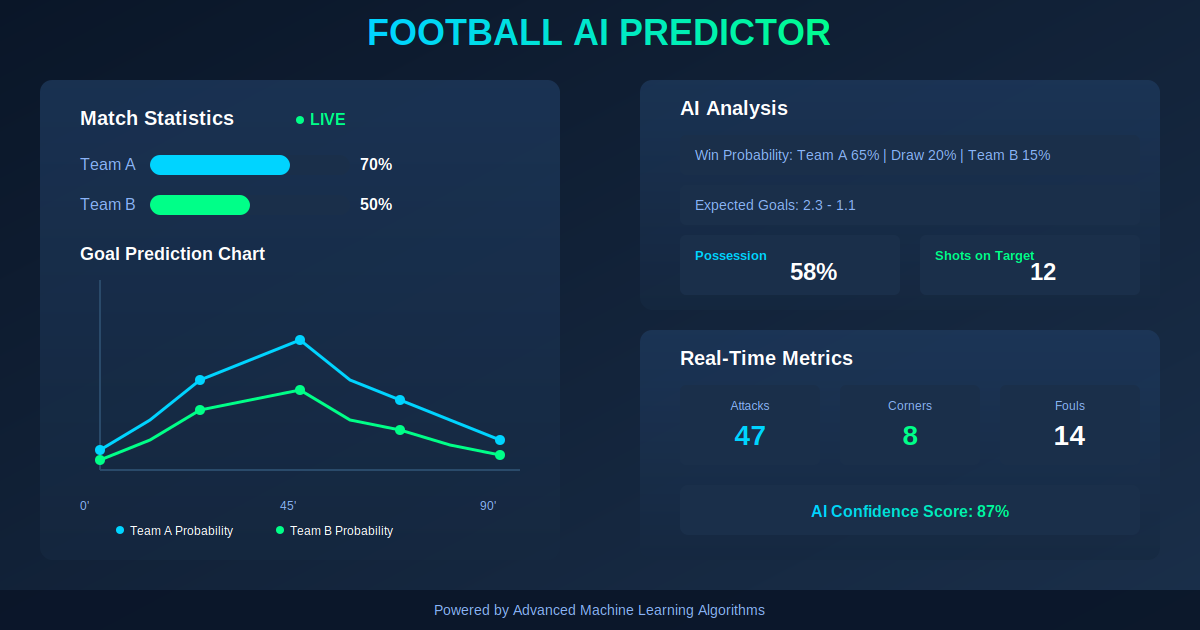 FOOTBALL AI PREDICTOR
Match Statistics
LIVE
Team A 70%
Team B 50%
Goal Prediction Chart
0' 45' 90'
Team A Probability Team B Probability
AI Analysis
Win Probability: Team A 65% | Draw 20% | Team B 15%
Expected Goals: 2.3 - 1.1
Possession
58%
Shots on Target
12
Real-Time Metrics
Attacks
47
Corners
8
Fouls
14
AI Confidence Score: 87%
Powered by Advanced Machine Learning Algorithms